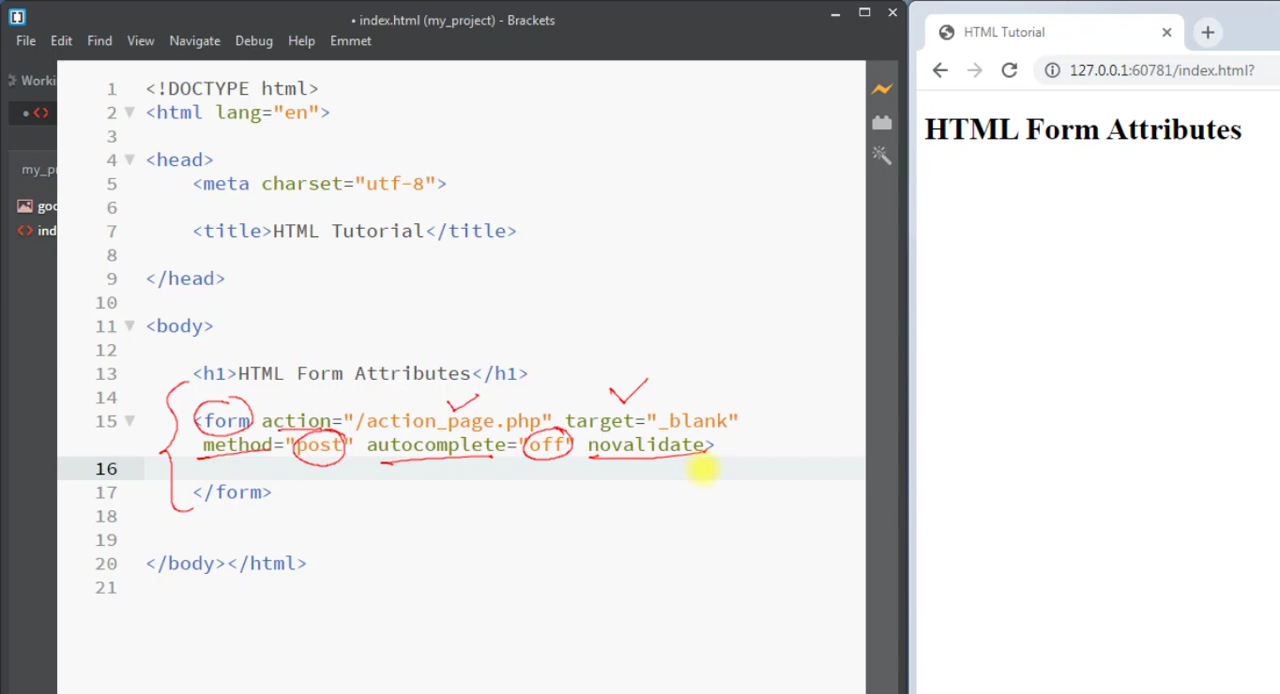 • index.html (my_project) - Brackets
File Edit Find View Navigate Debug Help Emmet
Worki
my_p
goo
ind
1 <!DOCTYPE html>
2 <html lang="en">
3
4 <head>
5 <meta charset="utf-8">
6
7 <title>HTML Tutorial</title>
8
9 </head>
10
11 <body>
12
13 <h1>HTML Form Attributes</h1>
14
15 <form action="/action_page.php" target="_blank"
method="post" autocomplete="off" novalidate>
16
17 </form>
18
19
20 </body></html>
21
HTML Tutorial
127.0.0.1:60781/index.html?
HTML Form Attributes